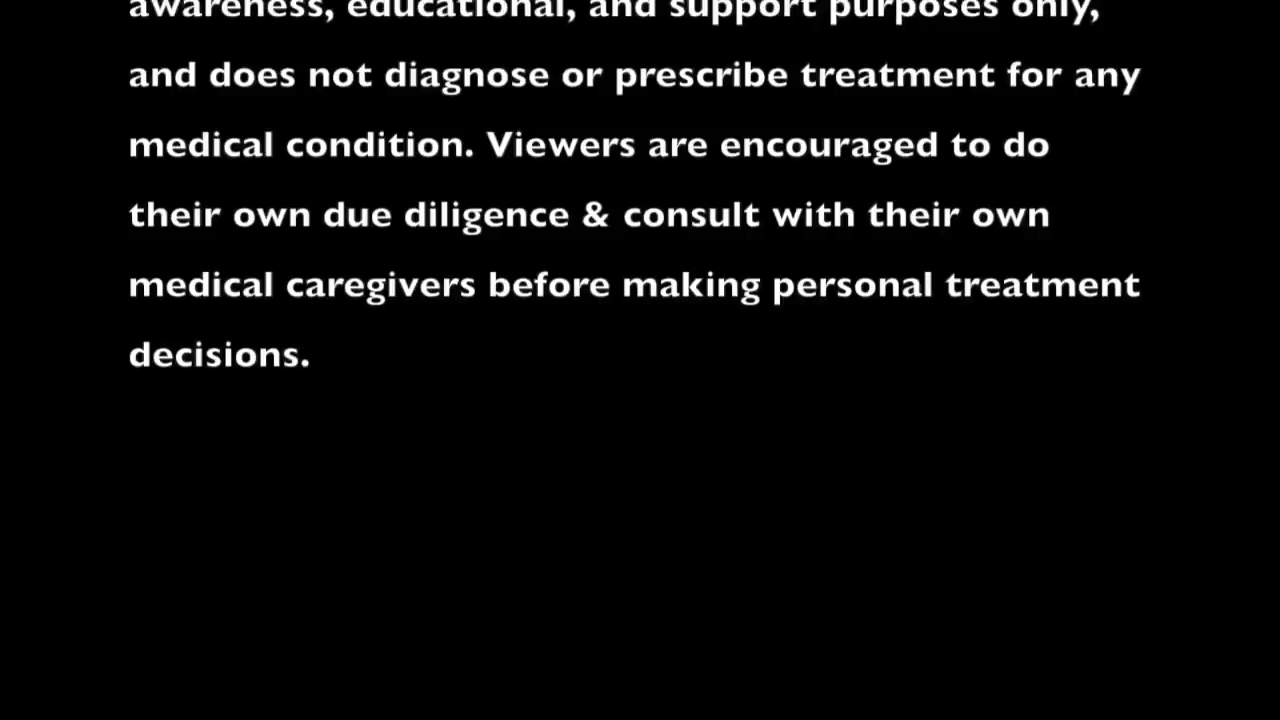 awareness, educational, and support purposes only,
and does not diagnose or prescribe treatment for any
medical condition. Viewers are encouraged to do
their own due diligence & consult with their own
medical caregivers before making personal treatment
decisions.